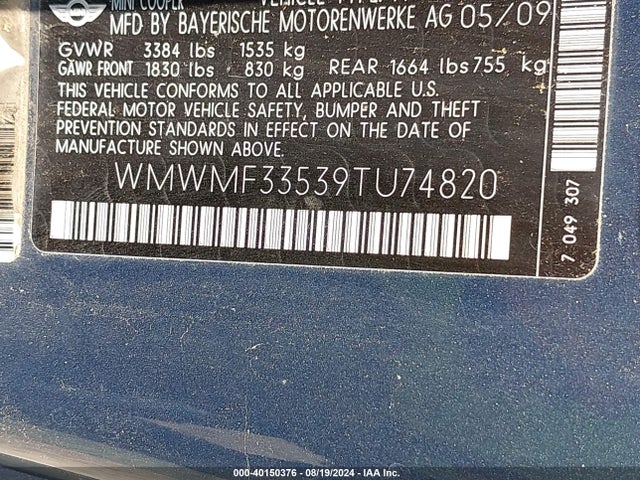 MINI COOPER VEHICLE TYPE:
MFD BY BAYERISCHE MOTORENWERKE AG 05/09
GVWR 3384 lbs 1535 kg
GAWR FRONT 1830 lbs 830 kg REAR 1664 lbs 755 kg
THIS VEHICLE CONFORMS TO ALL APPLICABLE U.S.
FEDERAL MOTOR VEHICLE SAFETY, BUMPER AND THEFT
PREVENTION STANDARDS IN EFFECT ON THE DATE OF
MANUFACTURE SHOWN ABOVE.
WMWMF33539TU74820
7 049 307
000-40150376 - 08/19/2024 - IAA Inc.